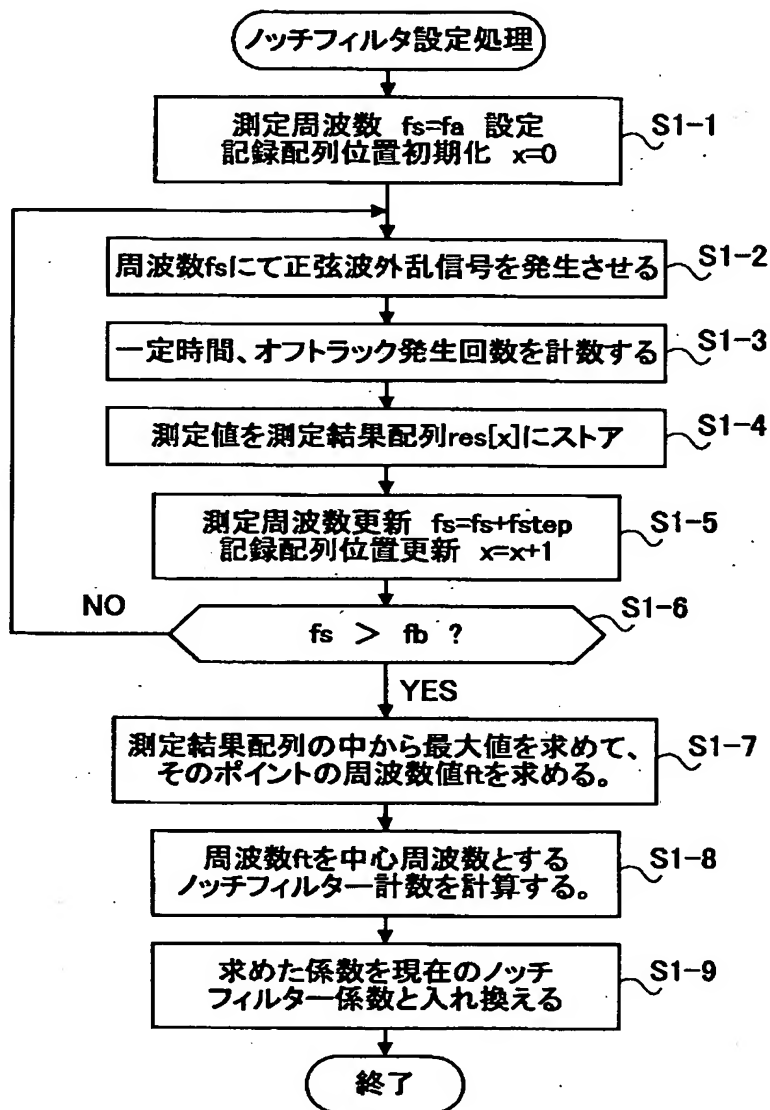 ノッチフィルタ設定処理
測定周波数 fs=fa 設定
記録配列位置初期化 x=0
S1-1
周波数fsにて正弦波外乱信号を発生させる
S1-2
一定時間、オフトラック発生回数を計数する
S1-3
測定値を測定結果配列res[x]にストア
S1-4
測定周波数更新 fs=fs+fstep
記録配列位置更新 x=x+1
S1-5
NO
fs > fb ?
S1-6
YES
測定結果配列の中から最大値を求めて、
そのポイントの周波数値ftを求める。
S1-7
周波数ftを中心周波数とする
ノッチフィルター計数を計算する。
S1-8
求めた係数を現在のノッチ
フィルター係数と入れ換える
S1-9
終了